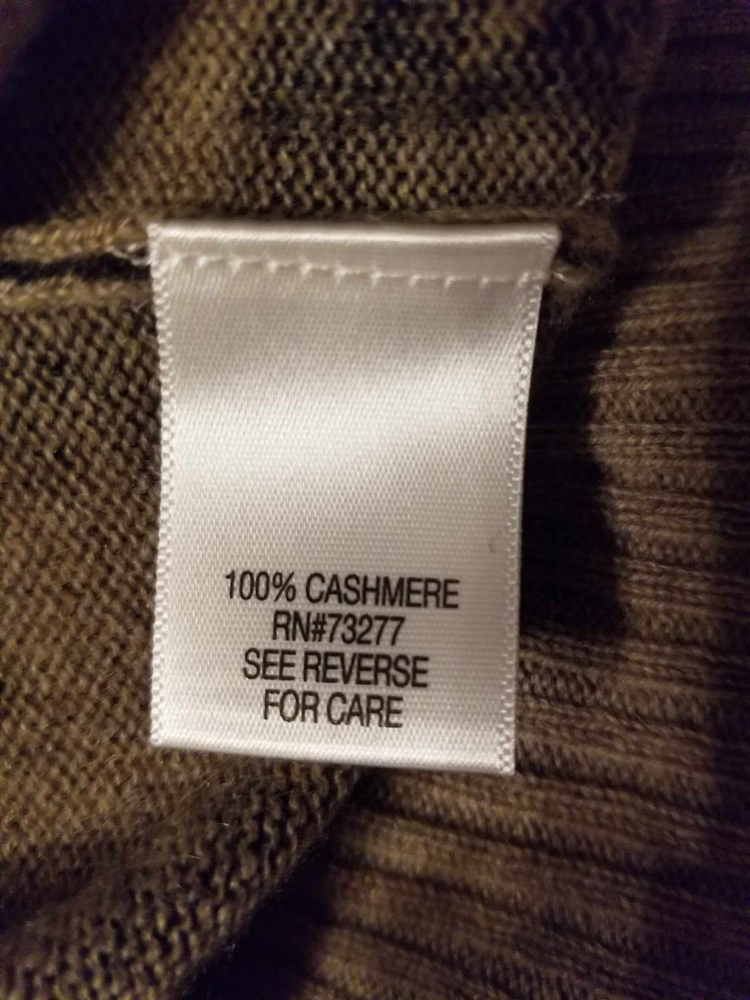 100% CASHMERE
RN#73277
SEE REVERSE
FOR CARE